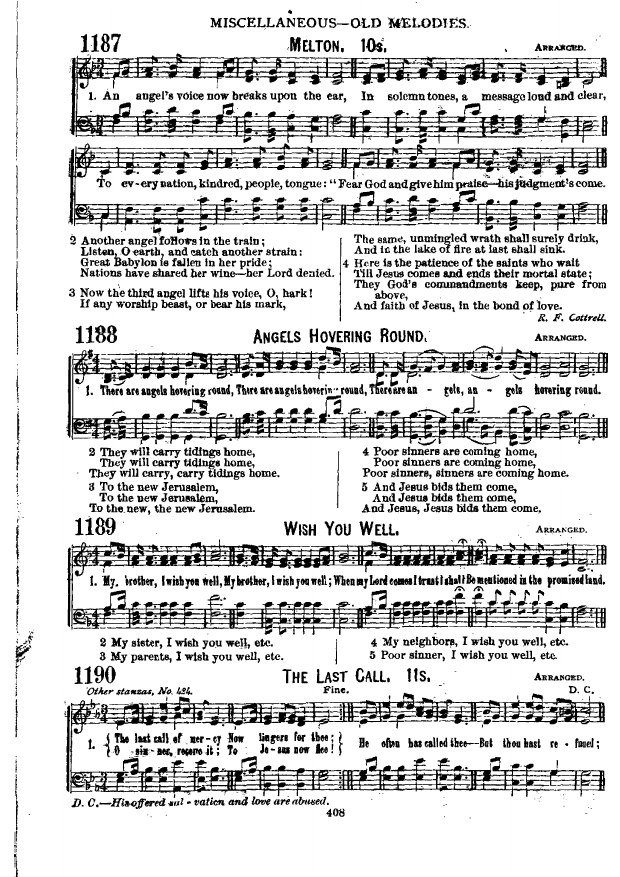 MISCELLANEOUS—OLD MELODIES.
1187 MELTON. 10s. ARRANGED.
1. An angel's voice now breaks upon the ear, In solemn tones, a message loud and clear,
To ev-ery nation, kindred, people, tongue: "Fear God and give him praise—his judgment's come.
2 Another angel follows in the train;
Listen, O earth, and catch another strain:
Great Babylon is fallen in her pride;
Nations have shared her wine—her Lord denied.
3 Now the third angel lifts his voice, O, hark!
If any worship beast, or bear his mark,
The same, unmingled wrath shall surely drink,
And in the lake of fire at last shall sink.
4 Here is the patience of the saints who wait
Till Jesus comes and ends their mortal state;
They God's commandments keep, pure from
above,
And faith of Jesus, in the bond of love.
R. F. Cottrell.
1188 ANGELS HOVERING ROUND. ARRANGED.
1. There are angels hovering round, There are angels hovering round, There are an - gels, an - gels hovering round.
2 They will carry tidings home,
They will carry tidings home,
They will carry, carry tidings home.
3 To the new Jerusalem,
To the new Jerusalem,
To the new, the new Jerusalem.
4 Poor sinners are coming home,
Poor sinners are coming home,
Poor sinners, sinners are coming home.
5 And Jesus bids them come,
And Jesus bids them come,
And Jesus, Jesus bids them come.
1189 WISH YOU WELL. ARRANGED.
1. My brother, I wish you well, My brother, I wish you well; When my Lord comes I trust I shall Be mentioned in the promised land.
2 My sister, I wish you well, etc.
3 My parents, I wish you well, etc.
4 My neighbors, I wish you well, etc.
5 Poor sinner, I wish you well, etc.
1190 THE LAST CALL. 11s. ARRANGED.
Other stanzas, No. 424. Fine. D. C.
1. The last call of mer-cy Now lingers for thee;
O sin-ner, receive it; To Je-sus now flee!
He often has called thee—But thou hast re - fused;
D. C.—His offered sal - vation and love are abused.
408